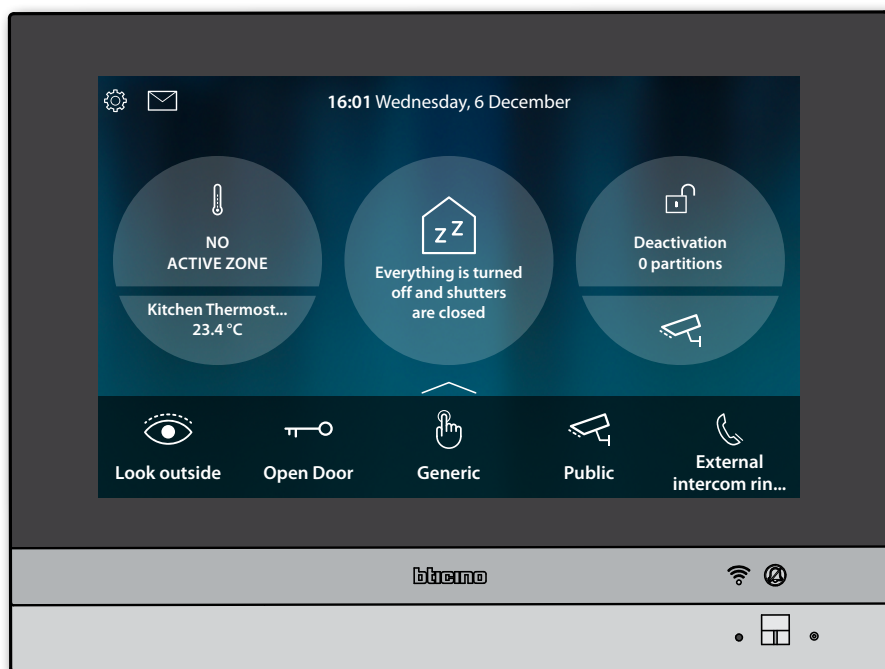 16:01 Wednesday, 6 December
NO
ACTIVE ZONE
Kitchen Thermost...
23.4 °C
zZ
Everything is turned
off and shutters
are closed
Deactivation
0 partitions
Look outside
Open Door
Generic
Public
External
intercom rin...
bticino